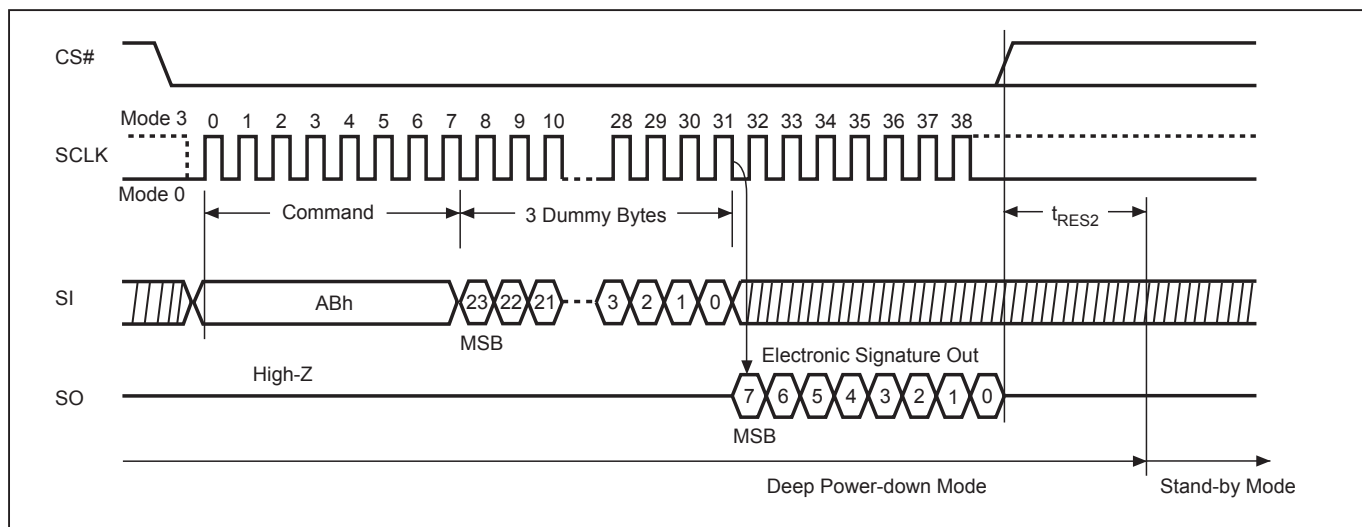 CS#
Mode 3 0 1 2 3 4 5 6 7 8 9 10 28 29 30 31 32 33 34 35 36 37 38
SCLK
Mode 0
Command 3 Dummy Bytes tRES2
SI ABh 23 22 21 3 2 1 0
MSB
High-Z Electronic Signature Out
SO 7 6 5 4 3 2 1 0
MSB
Deep Power-down Mode Stand-by Mode